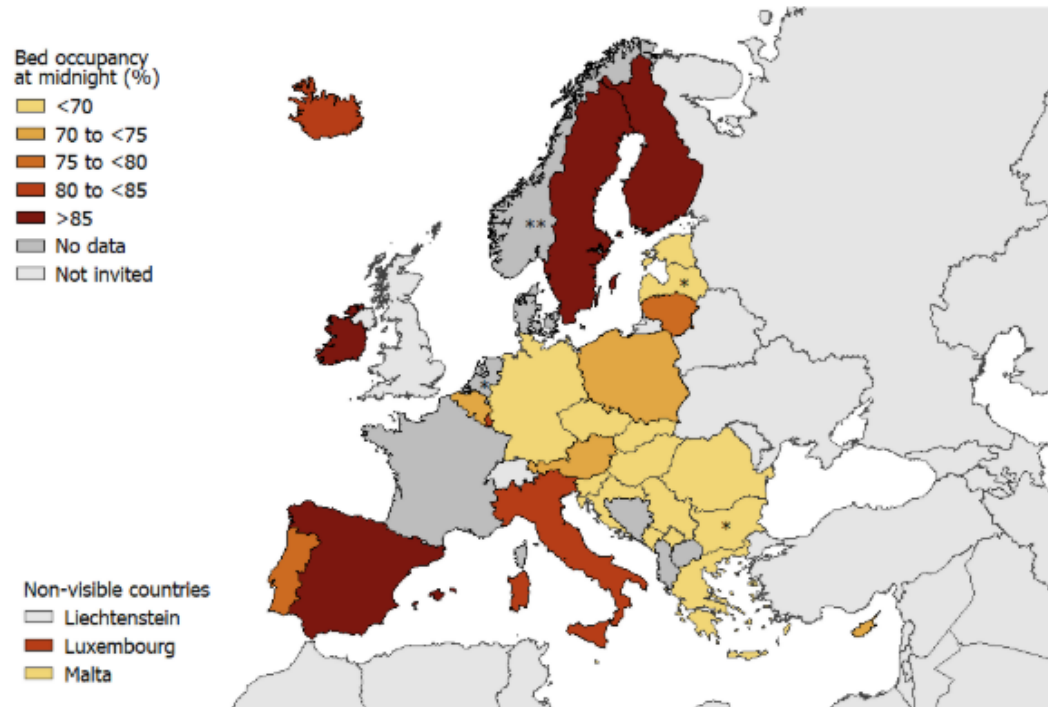 Bed occupancy
at midnight (%)
<70
70 to <75
75 to <80
80 to <85
>85
No data
Not invited
**
*
*
*
Non-visible countries
Liechtenstein
Luxembourg
Malta